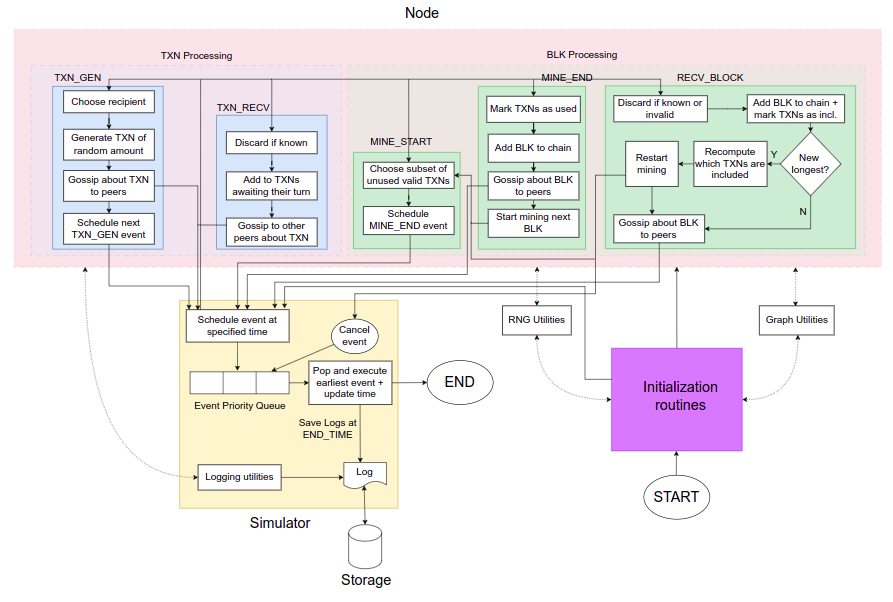 Node
TXN Processing
BLK Processing
TXN_GEN
Choose recipient
Generate TXN of
random amount
Gossip about TXN
to peers
Schedule next
TXN_GEN event
TXN_RECV
Discard if known
Add to TXNs
awaiting their turn
Gossip to other
peers about TXN
MINE_START
Choose subset of
unused valid TXNs
Schedule
MINE_END event
MINE_END
Mark TXNs as used
Add BLK to chain
Gossip about BLK
to peers
Start mining next
BLK
RECV_BLOCK
Discard if known or
invalid
Add BLK to chain +
mark TXNs as incl.
New
longest?
Y
N
Recompute
which TXNs are
included
Restart
mining
Gossip about BLK
to peers
Schedule event at
specified time
Cancel
event
Event Priority Queue
Pop and execute
earliest event +
update time
END
Save Logs at
END_TIME
Logging utilities
Log
Simulator
Storage
RNG Utilities
Graph Utilities
Initialization
routines
START